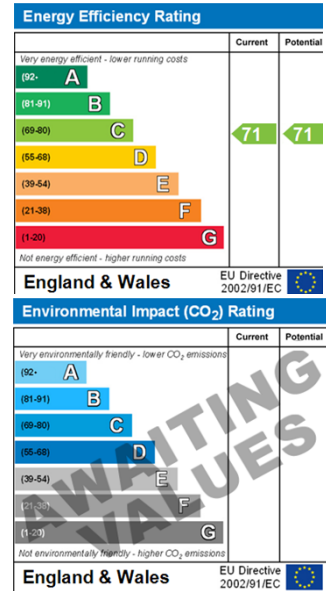 Energy Efficiency Rating
Current Potential
Very energy efficient - lower running costs
(92- A
(81-91) B
(69-80) C 71 71
(55-68) D
(39-54) E
(21-38) F
(1-20) G
Not energy efficient - higher running costs
England & Wales EU Directive
2002/91/EC
Environmental Impact (CO2) Rating
Current Potential
Very environmentally friendly - lower CO2 emissions
(92- A
(81-91) B
(69-80) C
(55-68) D
(39-54) E
(21-38) F
(1-20) G
AWAITING
VALUES
Not environmentally friendly - higher CO2 emissions
England & Wales EU Directive
2002/91/EC